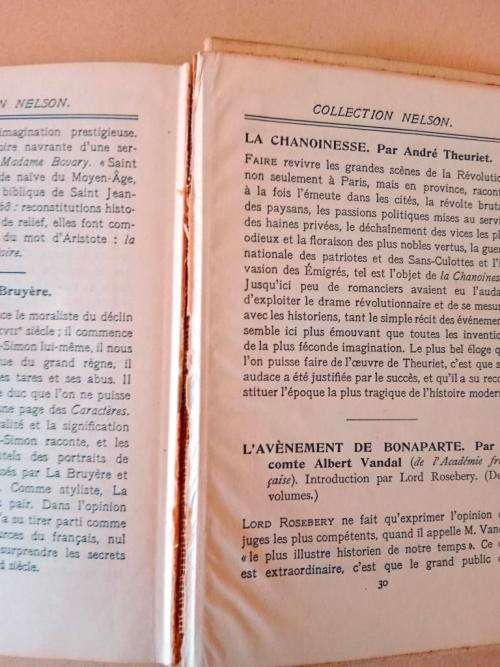 N NELSON.
imagination prestigieuse.
oire navrante d'une ser-
Madame Bovary. « Saint
de naïve du Moyen-Âge,
biblique de Saint Jean-
: reconstitutions histo-
de relief, elles font com-
du mot d'Aristote : la
oire.
Bruyère.
ce le moraliste du déclin
XVIIe siècle ; il commence
-Simon lui-même, il nous
que du grand règne, il
es tares et ses abus. Il
e duc que l'on ne puisse
une page des Caractères.
alité et la signification
-Simon raconte, et les
utels des portraits de
osés par La Bruyère et
. Comme styliste, La
pair. Dans l'opinion
'a su tirer parti comme
urces du français, nul
surprendre les secrets
siècle.
COLLECTION NELSON.
LA CHANOINESSE. Par André Theuriet.
FAIRE revivre les grandes scènes de la Révolutio
non seulement à Paris, mais en province, racont
à la fois l'émeute dans les cités, la révolte bruta
des paysans, les passions politiques mises au servi
des haines privées, le déchaînement des vices les pl
odieux et la floraison des plus nobles vertus, la guer
nationale des patriotes et des Sans-Culottes et l'I
vasion des Émigrés, tel est l'objet de la Chanoines
Jusqu'ici peu de romanciers avaient eu l'auda
d'exploiter le drame révolutionnaire et de se mesur
avec les historiens, tant le simple récit des événemen
semble ici plus émouvant que toutes les inventio
de la plus féconde imagination. Le plus bel éloge q
l'on puisse faire de l'œuvre de Theuriet, c'est que s
audace a été justifiée par le succès, et qu'il a su reco
stituer l'époque la plus tragique de l'histoire modern
L'AVÈNEMENT DE BONAPARTE. Par
comte Albert Vandal (de l'Académie fran
çaise). Introduction par Lord Rosebery. (De
volumes.)
LORD ROSEBERY ne fait qu'exprimer l'opinion d
juges les plus compétents, quand il appelle M. Vand
« le plus illustre historien de notre temps ». Ce q
est extraordinaire, c'est que le grand public
30